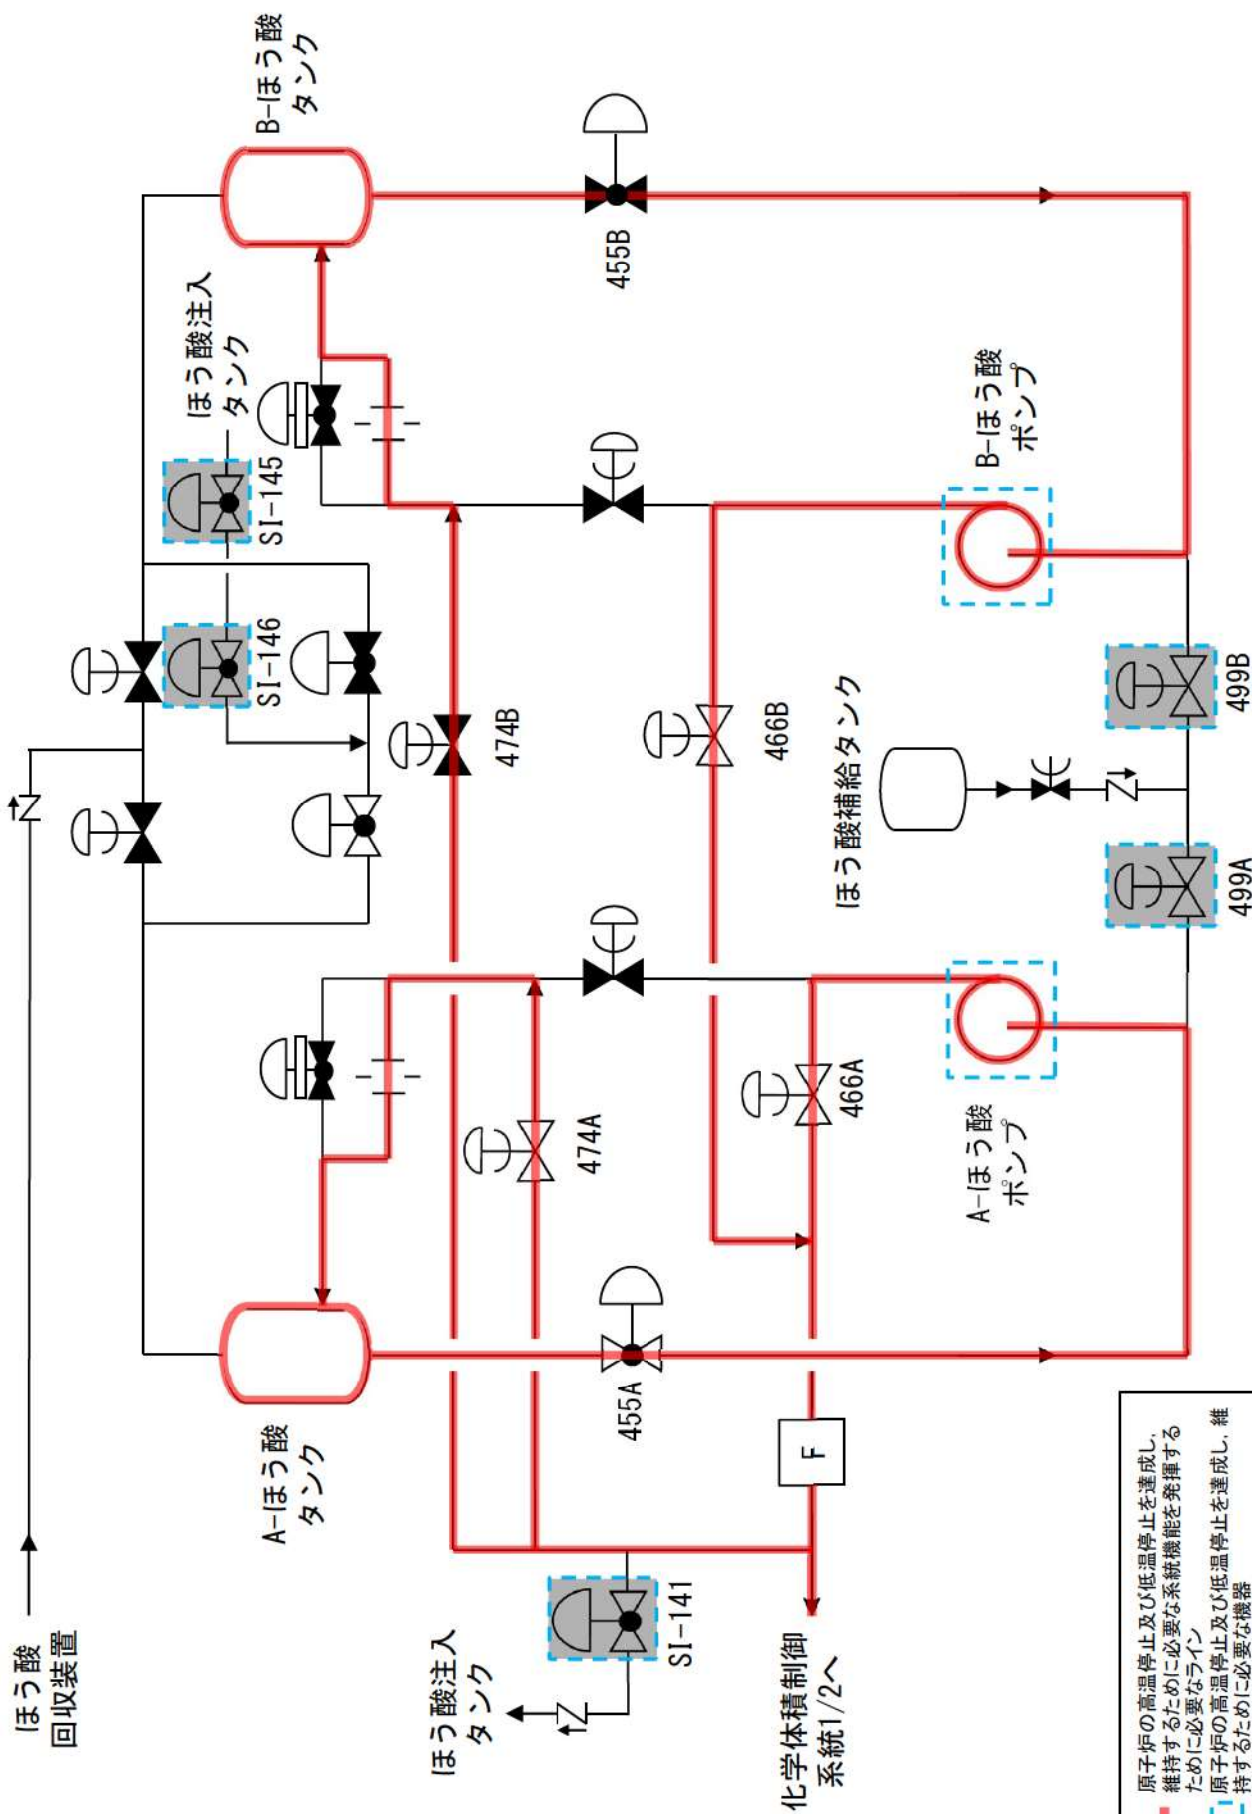 ほう酸
回収装置
A-ほう酸
タンク
B-ほう酸
タンク
ほう酸注入
タンク
SI-146
SI-145
ほう酸注入
タンク
SI-141
474A
474B
455A
455B
466A
466B
F
化学体積制御
系統1/2へ
ほう酸補給タンク
A-ほう酸
ポンプ
B-ほう酸
ポンプ
499A
499B
原子炉の高温停止及び低温停止を達成し、
維持するために必要な系統機能を発揮する
ために必要なライン
原子炉の高温停止及び低温停止を達成し、維
持するために必要な機器